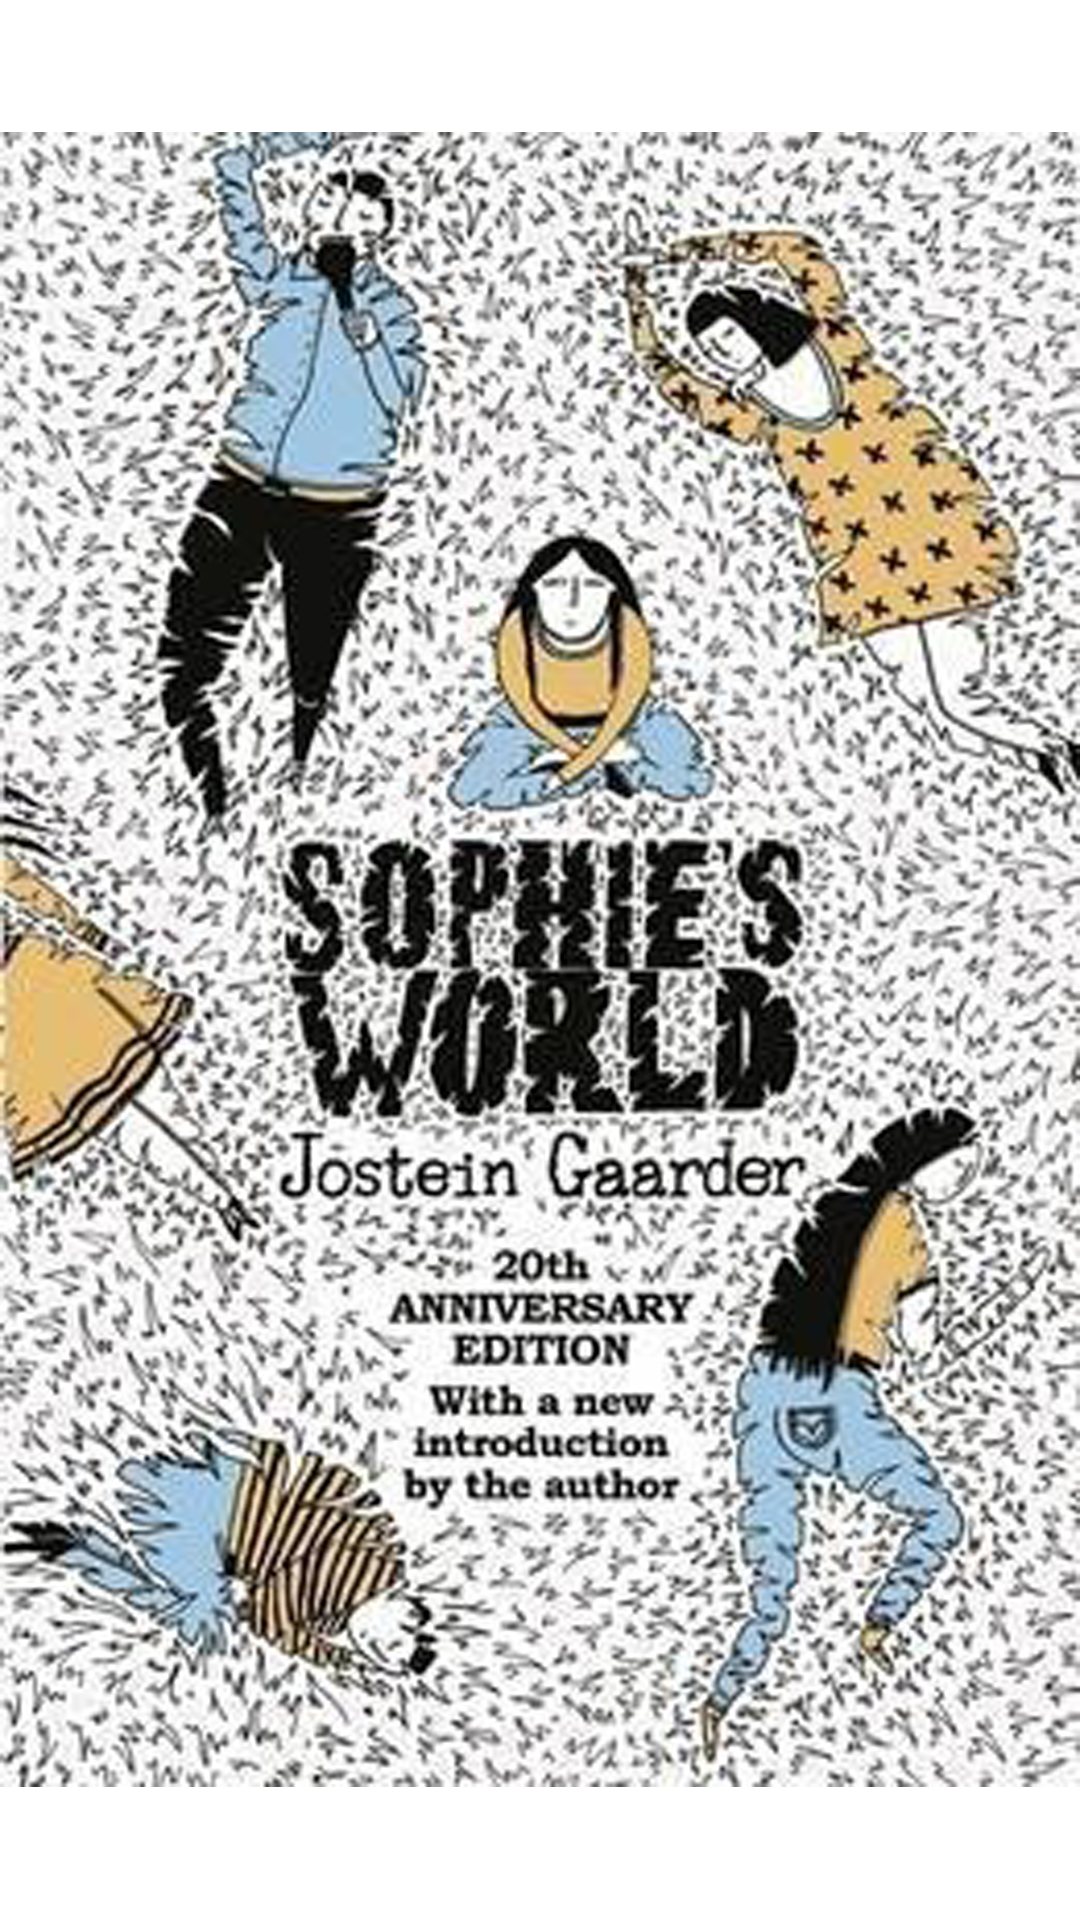 SOPHIE'S
WORLD
Jostein Gaarder
20th
ANNIVERSARY
EDITION
With a new
introduction
by the author